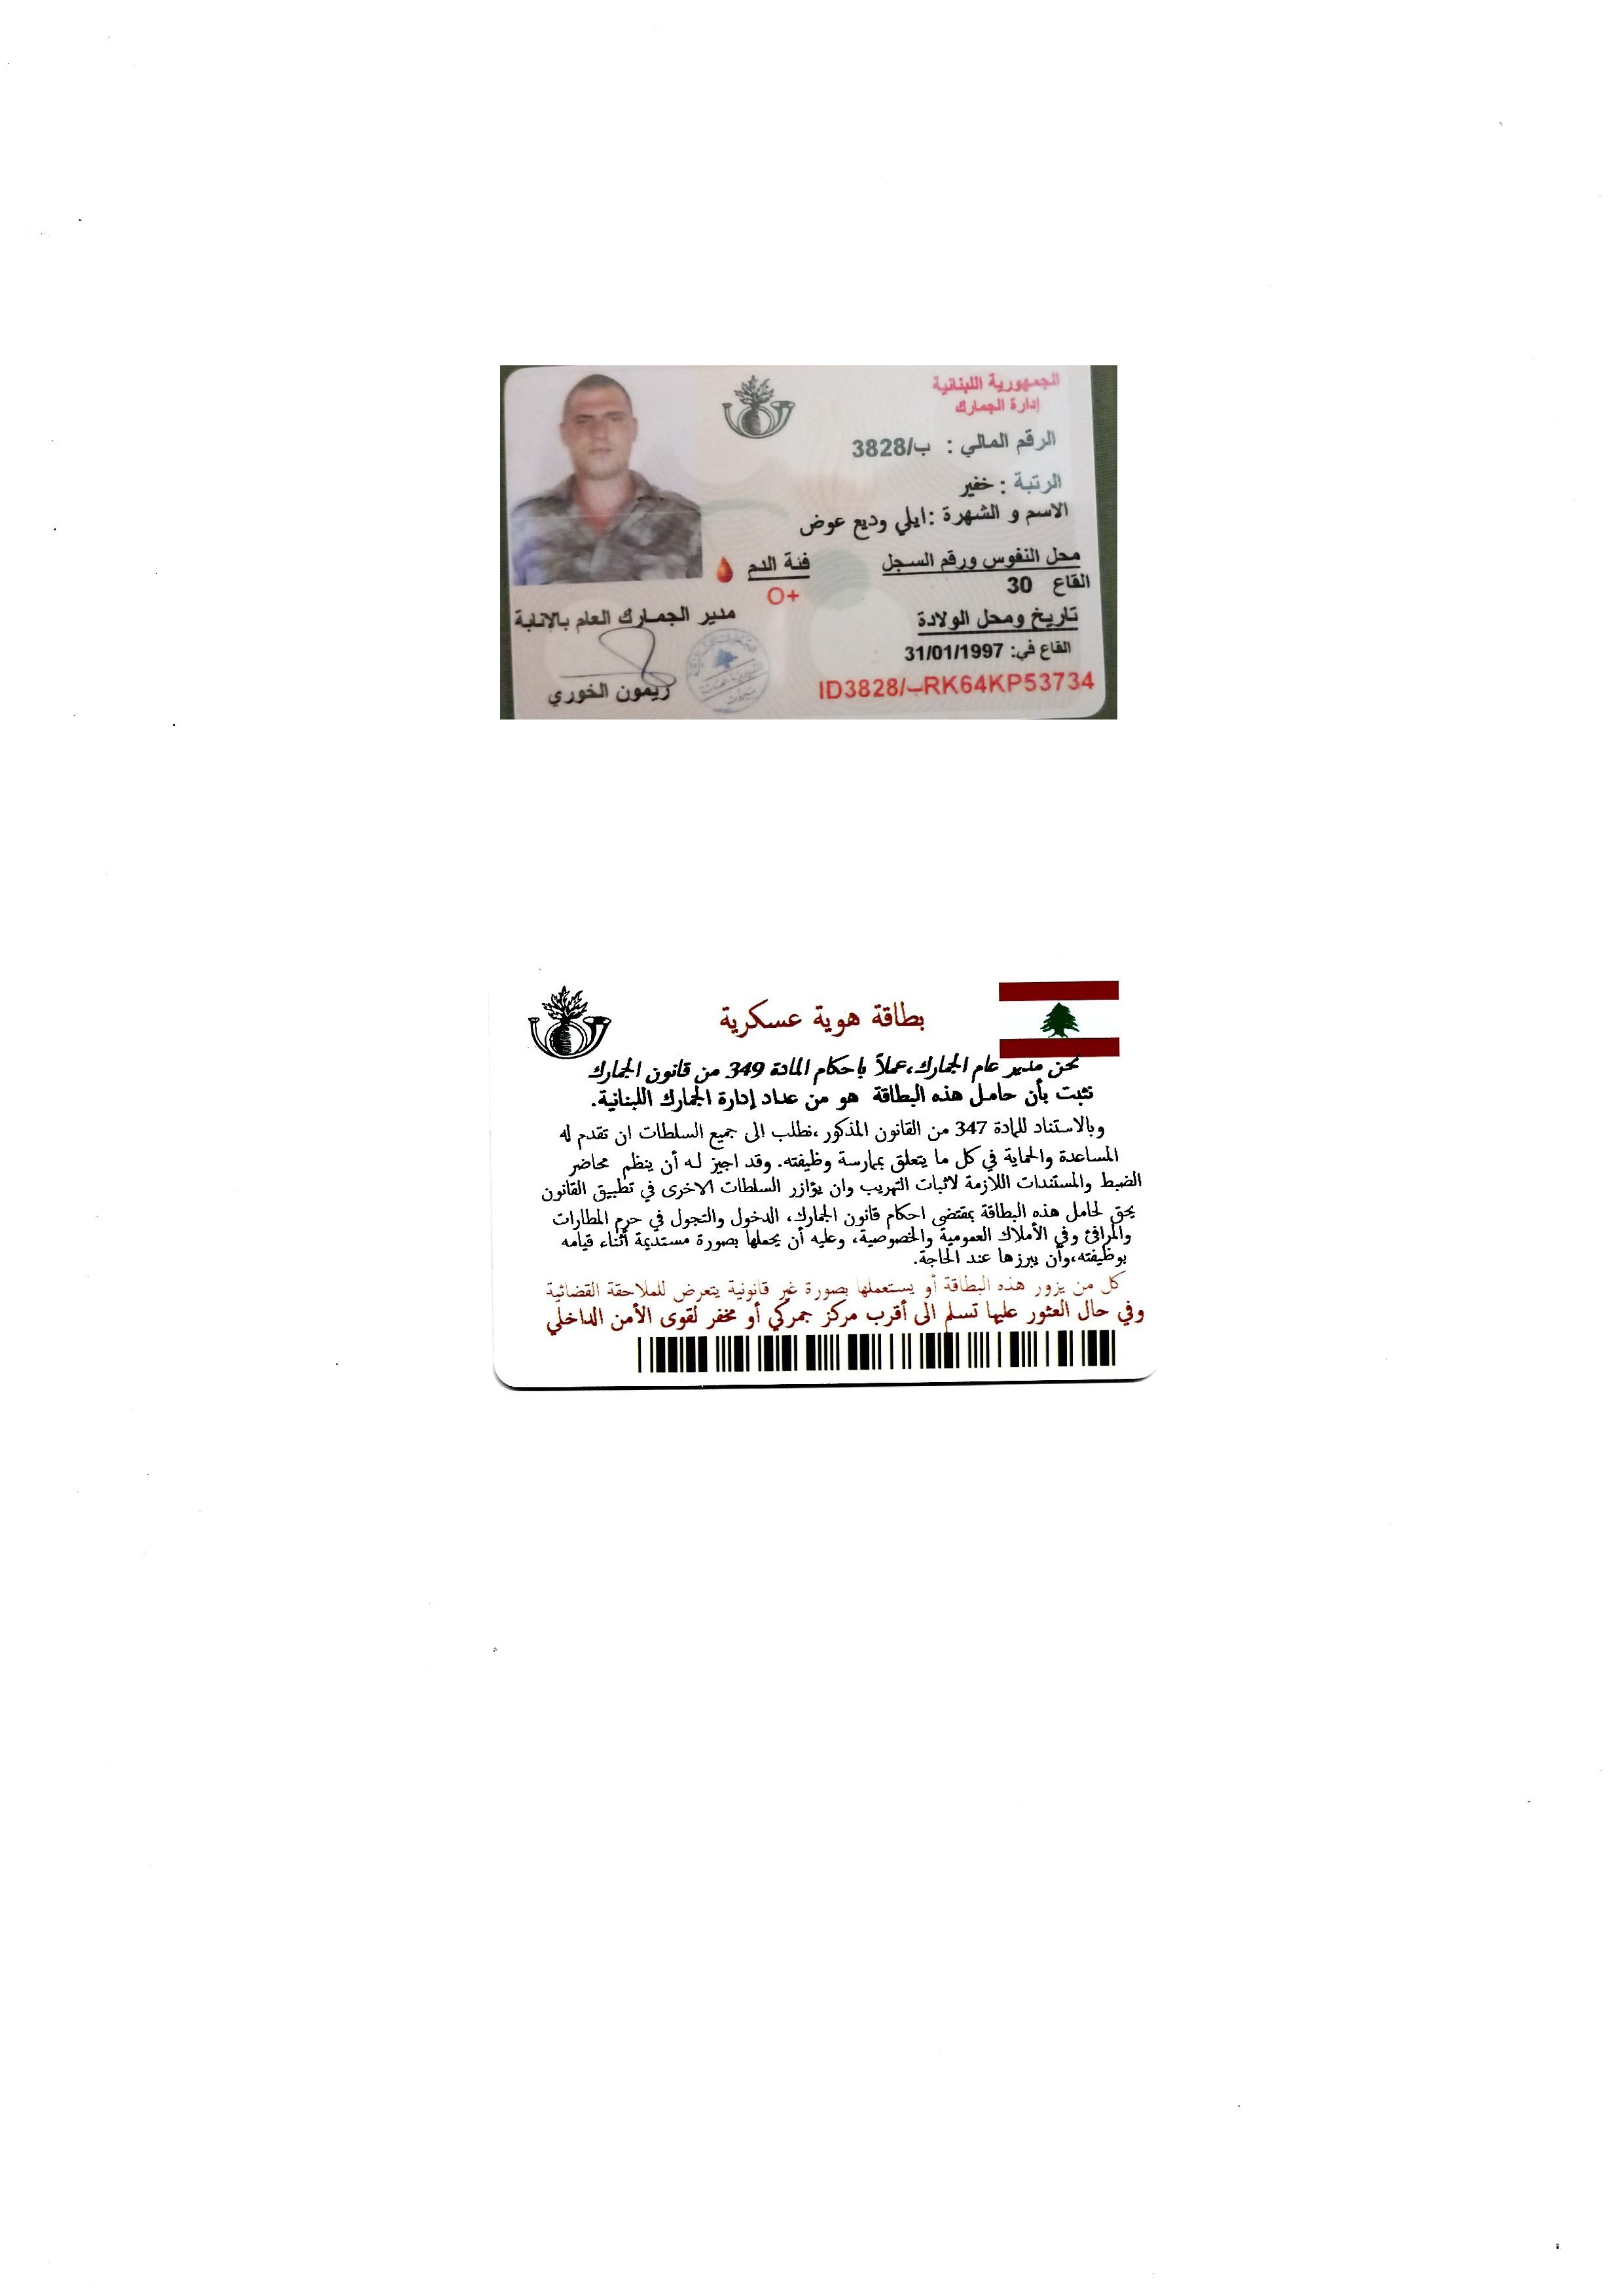 الجمهورية اللبنانية
إدارة الجمارك
الرقم المالي : ب/3828
الرتبة : خفير
الاسم و الشهرة :ايلي وديع عوض
محل النفوس ورقم السجل
القاع 30
فئة الدم
O+
تاريخ ومحل الولادة
القاع في: 31/01/1997
ID3828/ب-RK64KP53734
مدير الجمارك العام بالانابة
ريمون الخوري
بطاقة هوية عسكرية
نحن مدير عام الجمارك،عملاً باحكام المادة 349 من قانون الجمارك
نثبت بأن حامل هذه البطاقة هو من عداد إدارة الجمارك اللبنانية.
وبالاستناد للمادة 347 من القانون المذكور ،نطلب الى جميع السلطات ان تقدم له
المساعدة والحماية في كل ما يتعلق بممارسة وظيفته. وقد اجيز له أن ينظم محاضر
الضبط والمستندات اللازمة لاثبات التهريب وان يؤازر السلطات الاخرى في تطبيق القانون
يحق لحامل هذه البطاقة بمقتضى احكام قانون الجمارك، الدخول والتجول في حرم المطارات
والمرافئ وفي الأملاك العمومية والخصوصية، وعليه أن يحملها بصورة مستديمة أثناء قيامه
بوظيفته،وأن يبرزها عند الحاجة.
كل من يزور هذه البطاقة أو يستعملها بصورة غير قانونية يتعرض للملاحقة القضائية
وفي حال العثور عليها تسلم الى أقرب مركز جمركي أو مخفر لقوى الأمن الداخلي